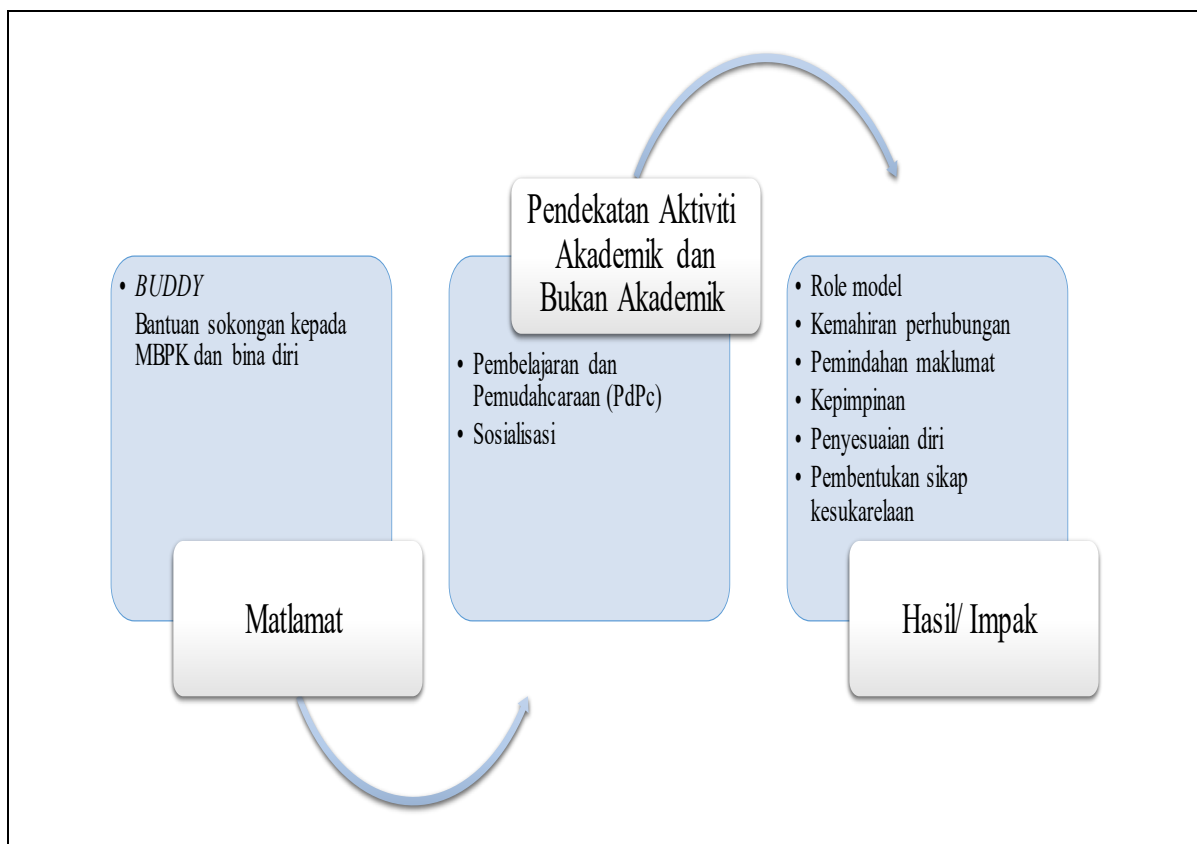 • BUDDY
Bantuan sokongan kepada
MBPK dan bina diri
Matlamat
Pendekatan Aktiviti
Akademik dan
Bukan Akademik
• Pembelajaran dan
Pemudahcaraan (PdPc)
• Sosialisasi
• Role model
• Kemahiran perhubungan
• Pemindahan maklumat
• Kepimpinan
• Penyesuaian diri
• Pembentukan sikap
kesukarelaan
Hasil/ Impak